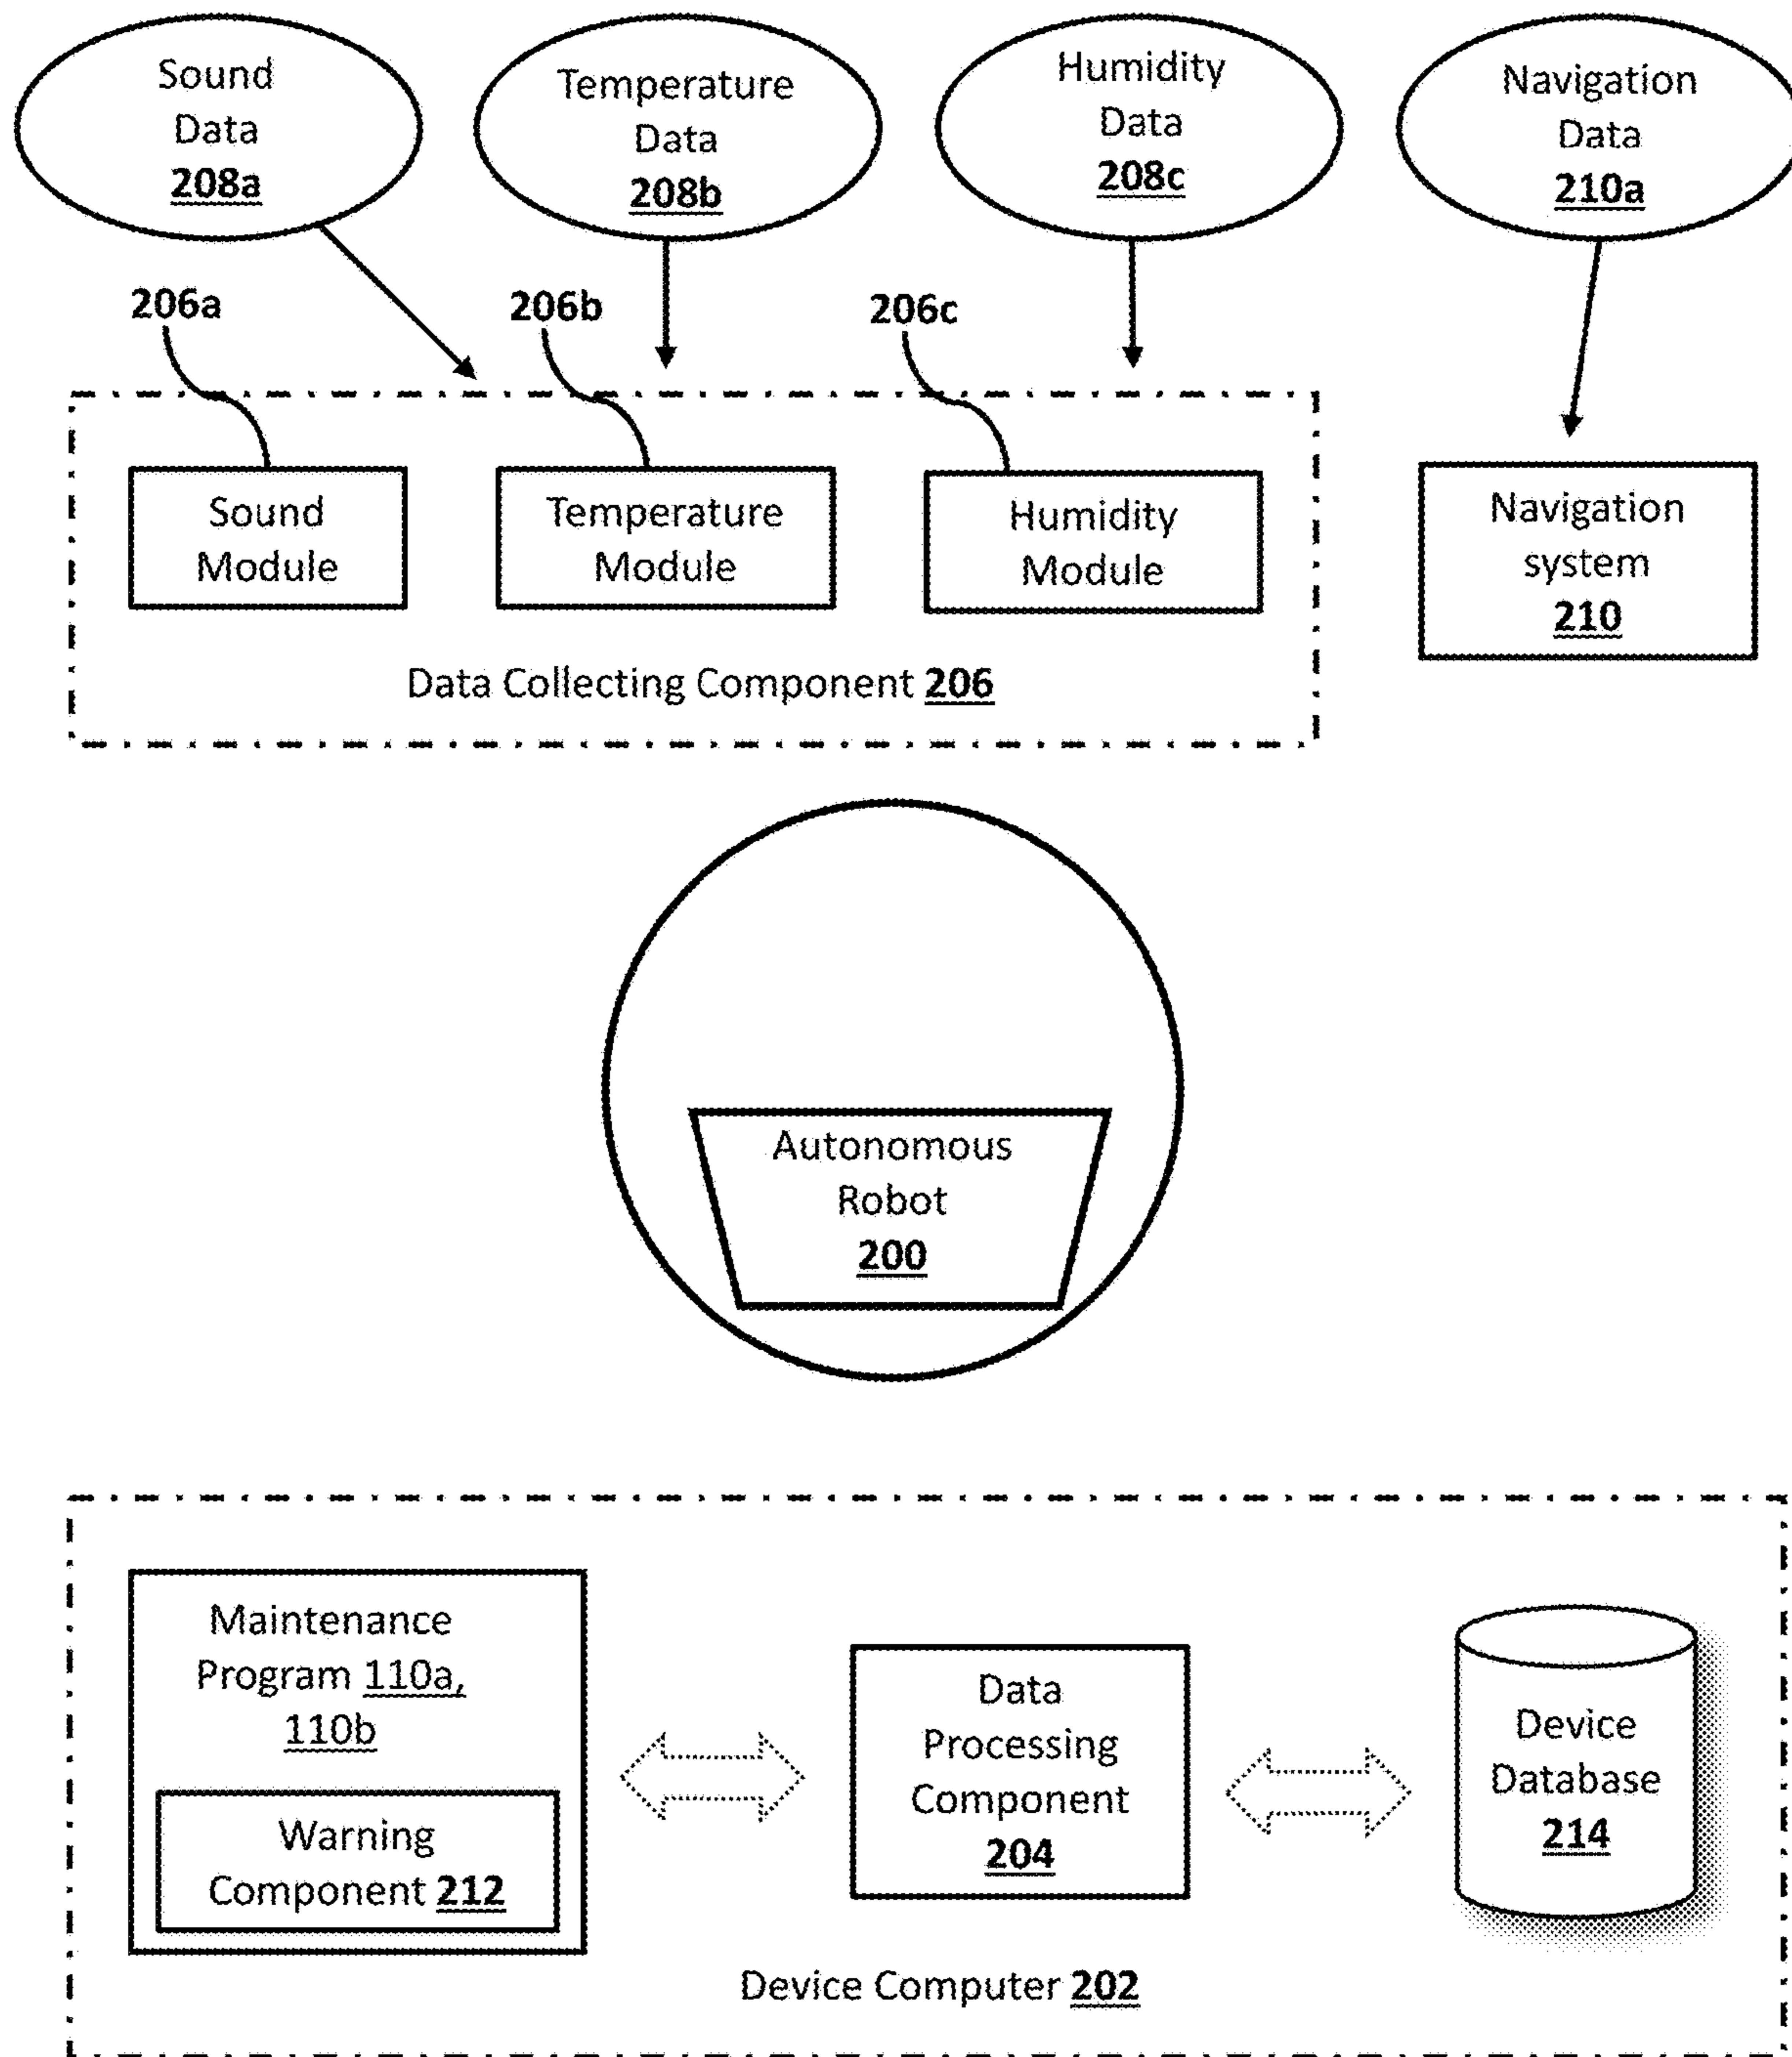 Sound
Data
208a
Temperature
Data
208b
Humidity
Data
208c
Navigation
Data
210a
206a
206b
206c
Sound
Module
Temperature
Module
Humidity
Module
Navigation
system
210
Data Collecting Component 206
Autonomous
Robot
200
Maintenance
Program 110a,
110b
Warning
Component 212
Data
Processing
Component
204
Device
Database
214
Device Computer 202